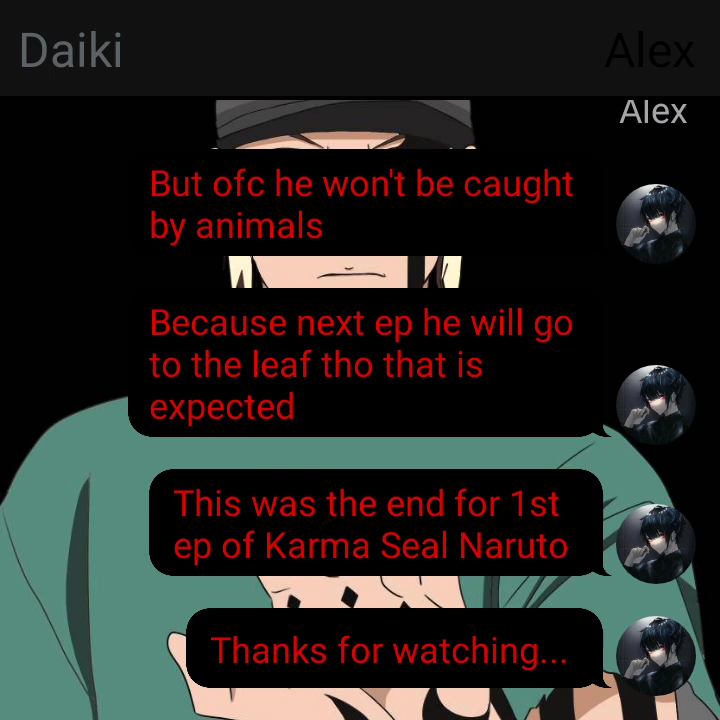 Daiki Alex
Alex
But ofc he won't be caught
by animals
Because next ep he will go
to the leaf tho that is
expected
This was the end for 1st
ep of Karma Seal Naruto
Thanks for watching...